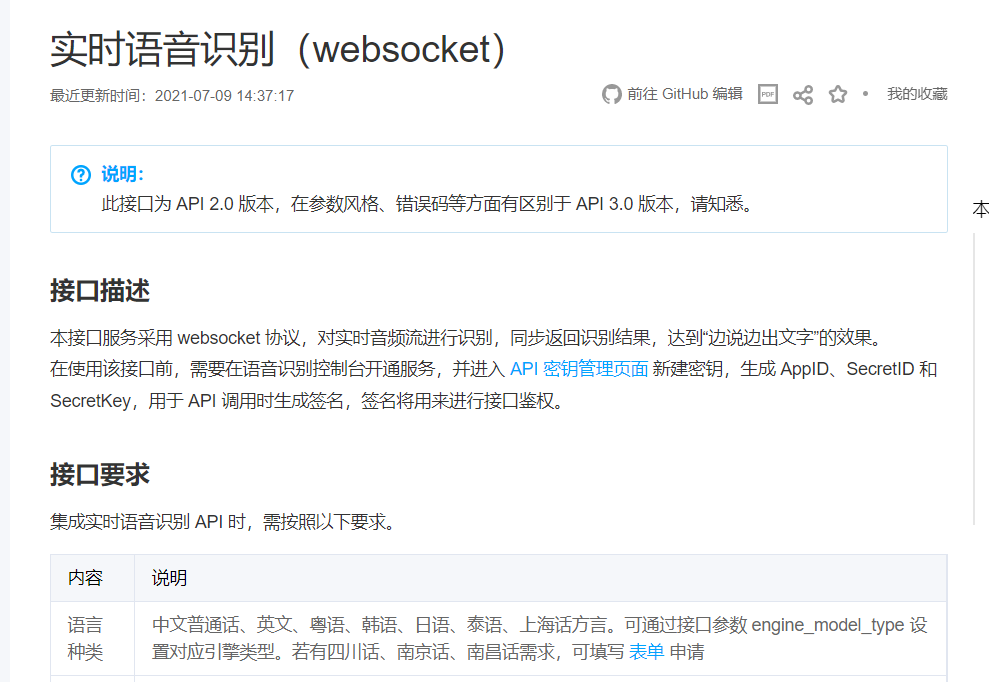 实时语音识别（websocket）
最近更新时间：2021-07-09 14:37:17
前往 GitHub 编辑
PDF
我的收藏
说明：
此接口为 API 2.0 版本，在参数风格、错误码等方面有区别于 API 3.0 版本，请知悉。
本
接口描述
本接口服务采用 websocket 协议，对实时音频流进行识别，同步返回识别结果，达到“边说边出文字”的效果。
在使用该接口前，需要在语音识别控制台开通服务，并进入 API 密钥管理页面 新建密钥，生成 AppID、SecretID 和
SecretKey，用于 API 调用时生成签名，签名将用来进行接口鉴权。
接口要求
集成实时语音识别 API 时，需按照以下要求。
内容 说明
语言
种类
中文普通话、英文、粤语、韩语、日语、泰语、上海话方言。可通过接口参数 engine_model_type 设
置对应引擎类型。若有四川话、南京话、南昌话需求，可填写 表单 申请